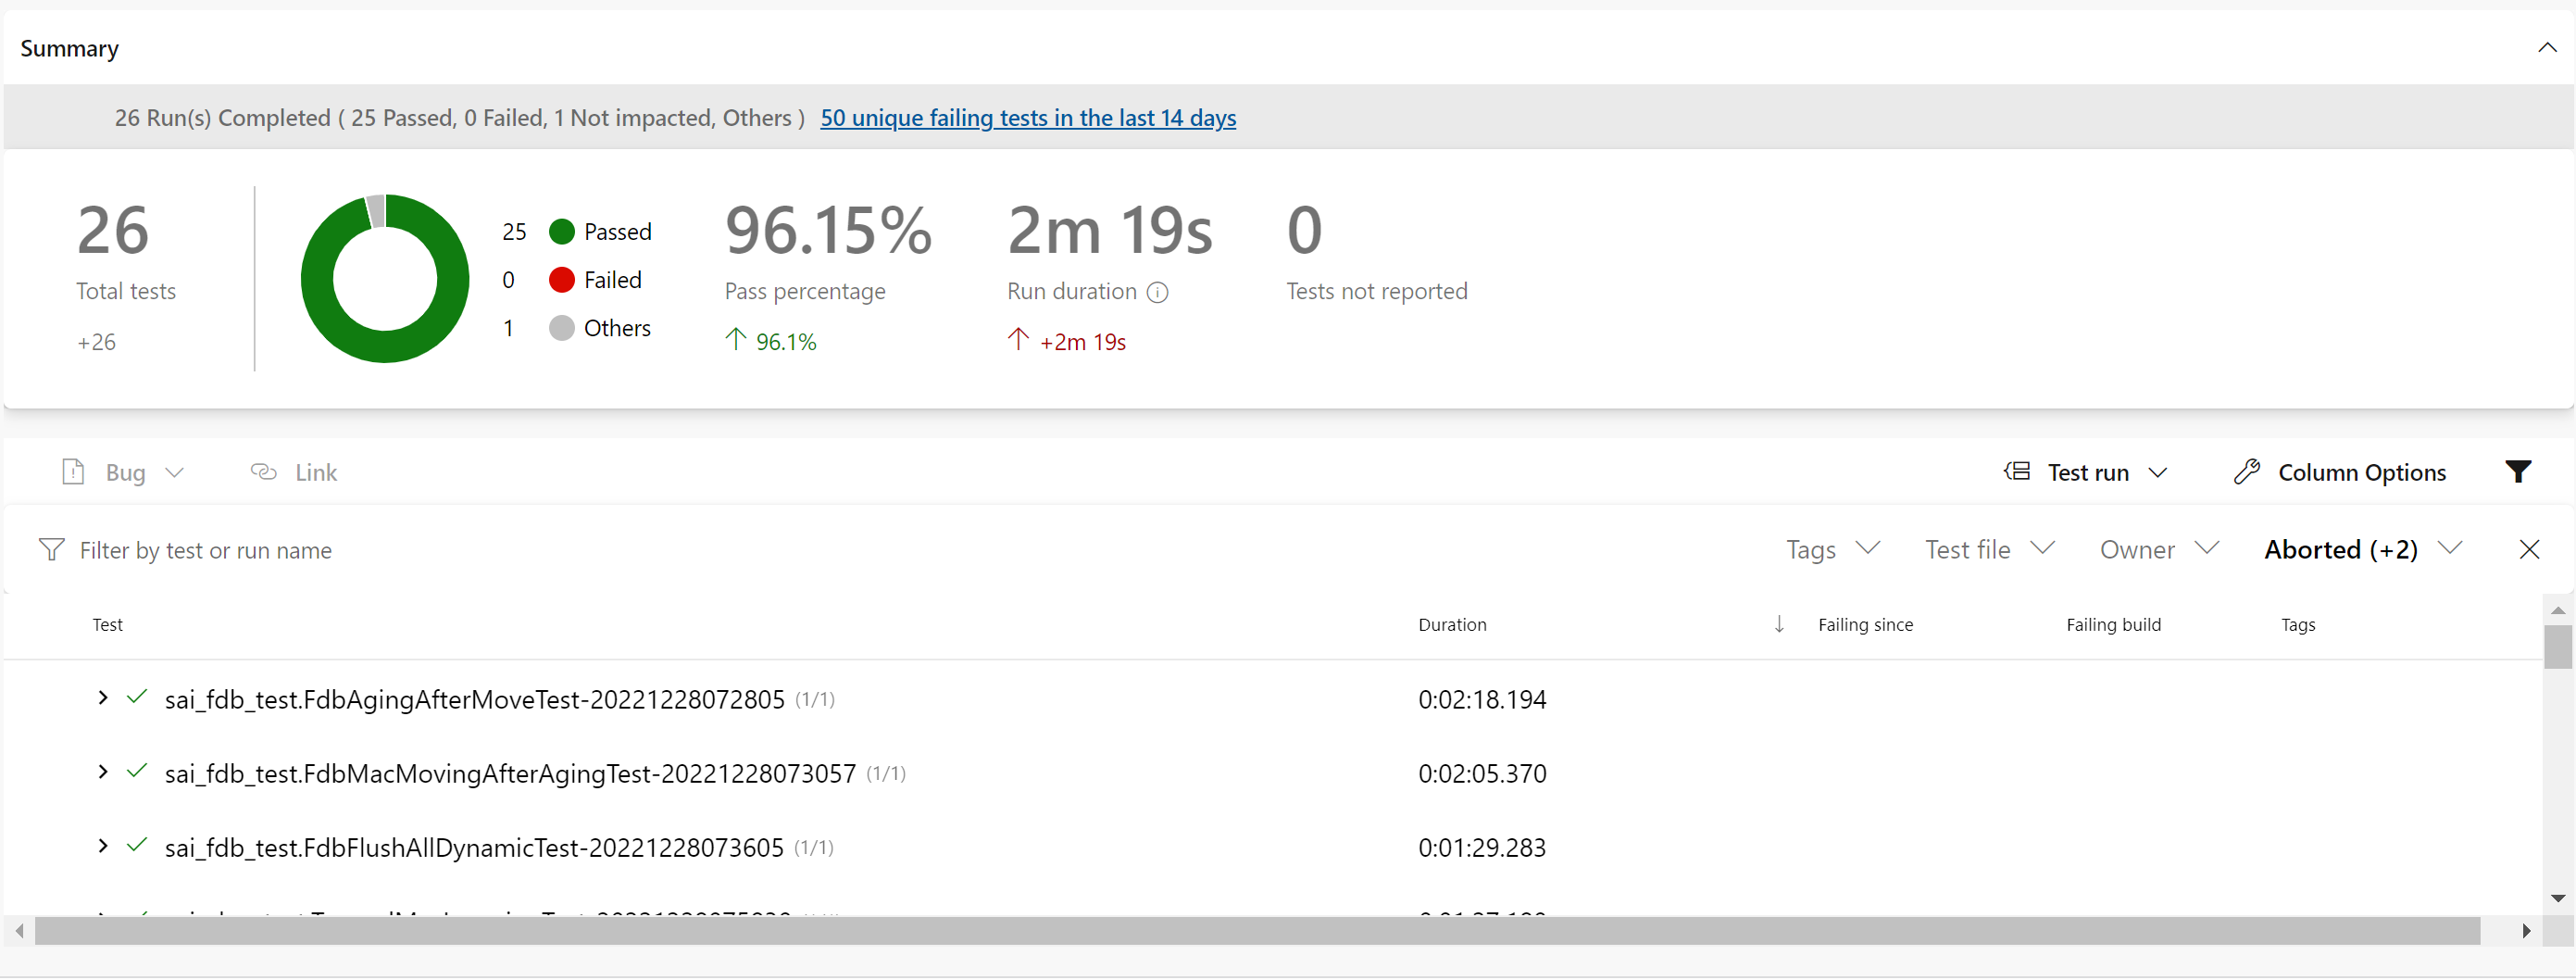 Summary
26 Run(s) Completed ( 25 Passed, 0 Failed, 1 Not impacted, Others ) 50 unique failing tests in the last 14 days
26
Total tests
+26
25 Passed
0 Failed
1 Others
96.15%
Pass percentage
96.1%
2m 19s
Run duration
+2m 19s
0
Tests not reported
Bug Link Test run Column Options
Filter by test or run name Tags Test file Owner Aborted (+2)
Test Duration Failing since Failing build Tags
sai_fdb_test.FdbAgingAfterMoveTest-20221228072805 (1/1) 0:02:18.194
sai_fdb_test.FdbMacMovingAfterAgingTest-20221228073057 (1/1) 0:02:05.370
sai_fdb_test.FdbFlushAllDynamicTest-20221228073605 (1/1) 0:01:29.283